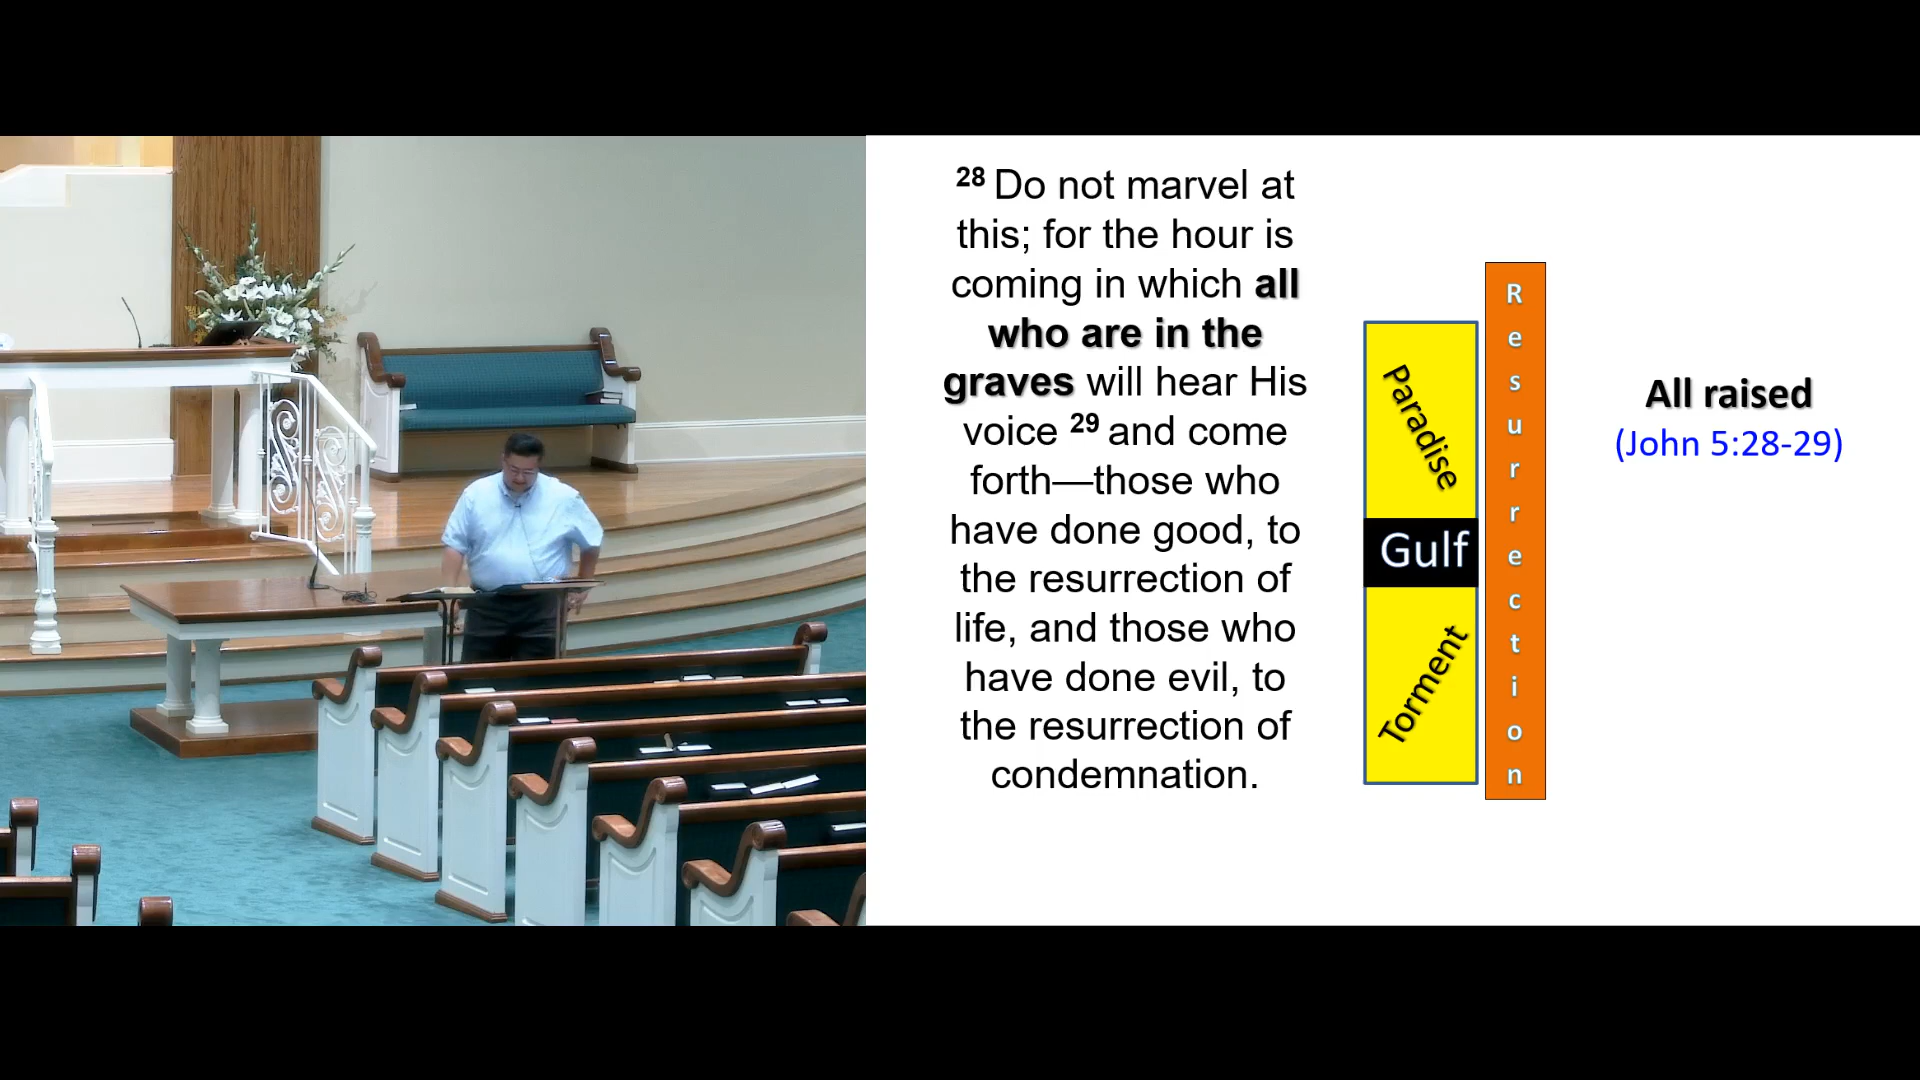 28 Do not marvel at
this; for the hour is
coming in which all
who are in the
graves will hear His
voice 29 and come
forth—those who
have done good, to
the resurrection of
life, and those who
have done evil, to
the resurrection of
condemnation.
Paradise
Gulf
Torment
Resurrection
All raised
(John 5:28-29)